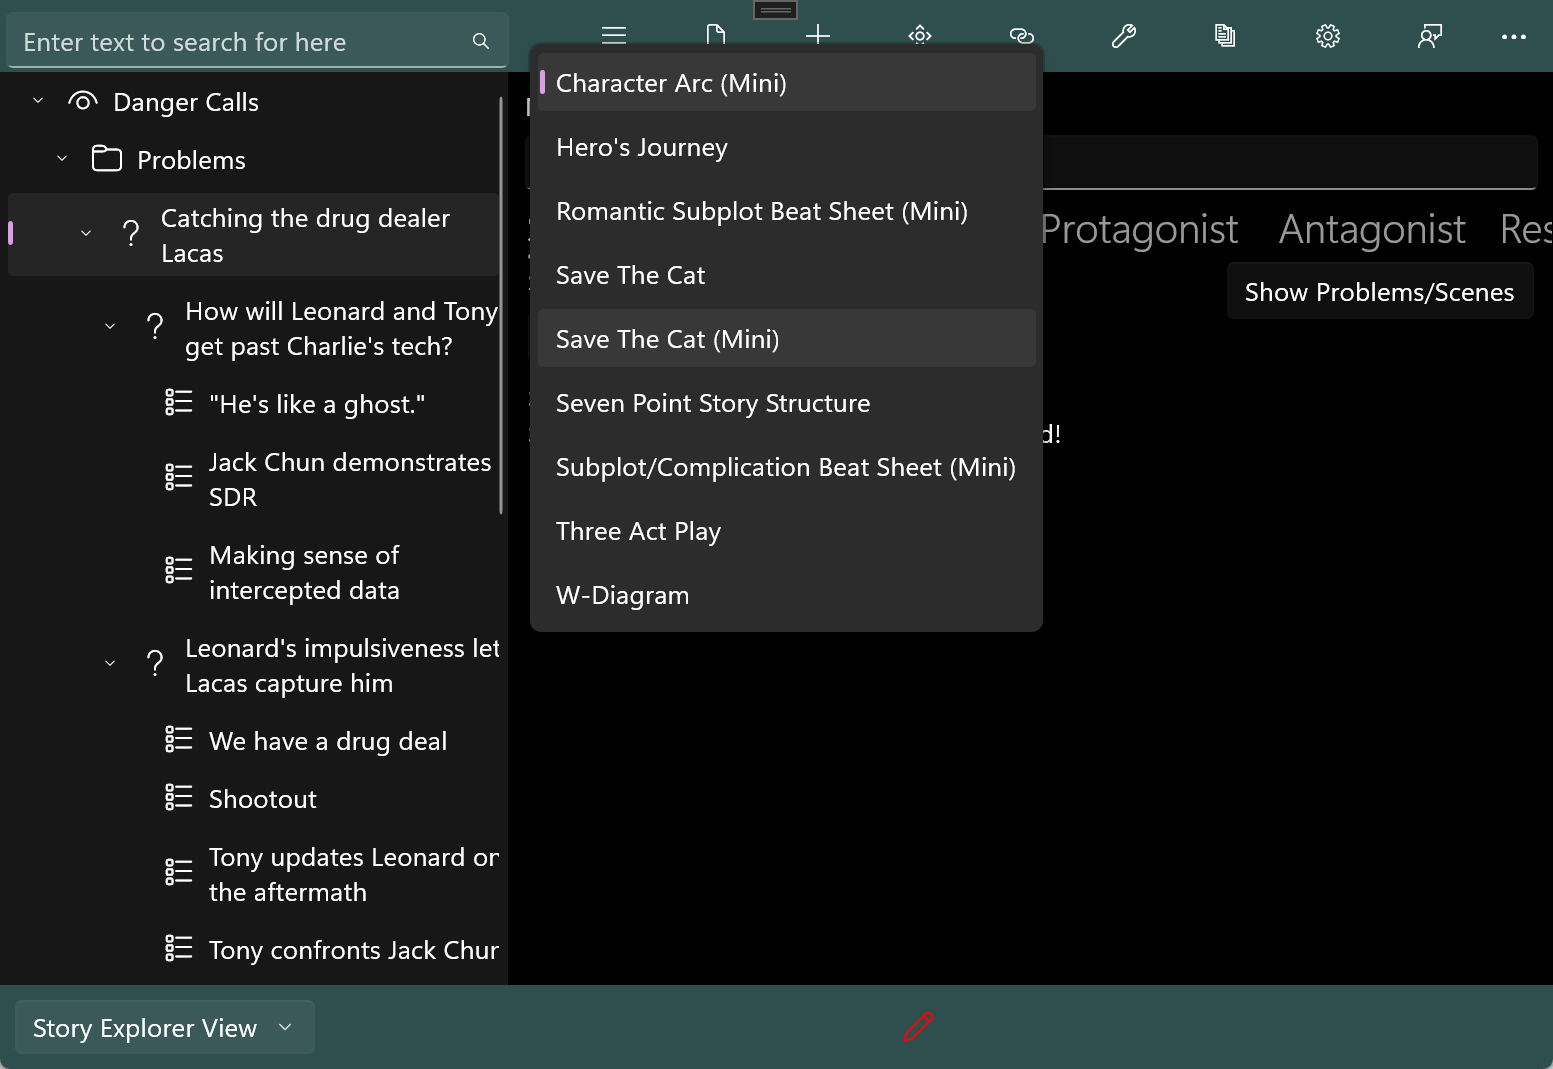 Enter text to search for here
Danger Calls
Problems
Catching the drug dealer
Lacas
How will Leonard and Tony
get past Charlie's tech?
"He's like a ghost."
Jack Chun demonstrates
SDR
Making sense of
intercepted data
Leonard's impulsiveness let
Lacas capture him
We have a drug deal
Shootout
Tony updates Leonard on
the aftermath
Tony confronts Jack Chun
Character Arc (Mini)
Hero's Journey
Romantic Subplot Beat Sheet (Mini)
Save The Cat
Save The Cat (Mini)
Seven Point Story Structure
Subplot/Complication Beat Sheet (Mini)
Three Act Play
W-Diagram
Protagonist Antagonist Res
Show Problems/Scenes
d!
Story Explorer View